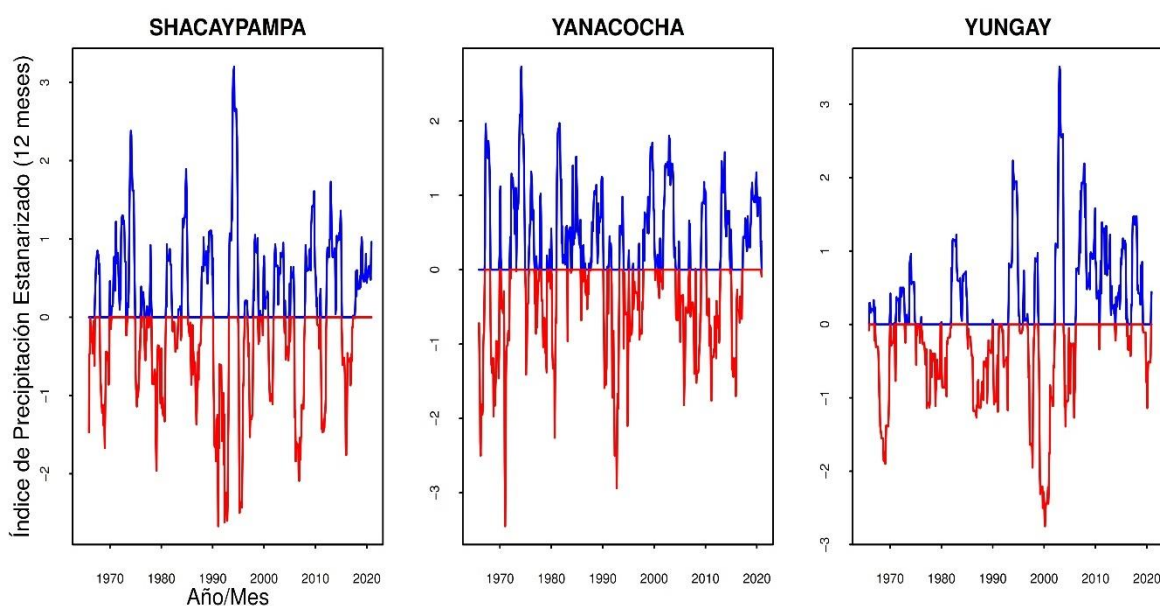 SHACAYPAMPA
YANACOCHA
YUNGAY
Índice de Precipitación Estanarizado (12 meses)
3
2
1
0
−1
−2
1970 1980 1990 2000 2010 2020
Año/Mes
2
1
0
−1
−2
−3
1970 1980 1990 2000 2010 2020
3
2
1
0
−1
−2
−3
1970 1980 1990 2000 2010 2020